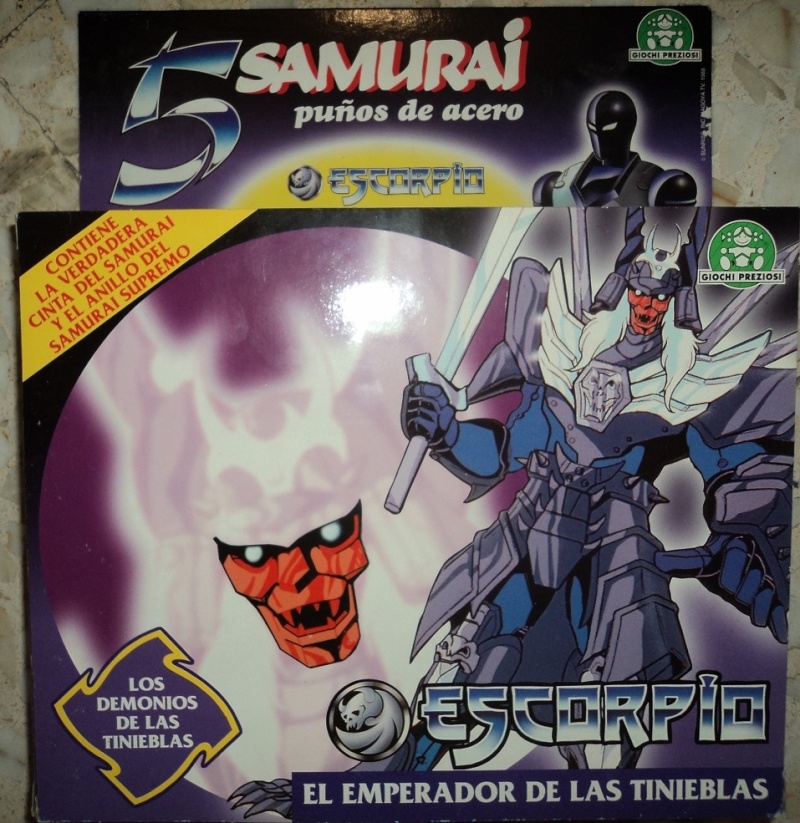 5 SAMURAI
puños de acero
GIOCHI PREZIOSI
ESCORPIO
CONTIENE
LA VERDADERA
CINTA DEL SAMURAI
Y EL ANILLO DEL
SAMURAI SUPREMO
GIOCHI PREZIOSI
LOS
DEMONIOS
DE LAS
TINIEBLAS
ESCORPIO
EL EMPERADOR DE LAS TINIEBLAS